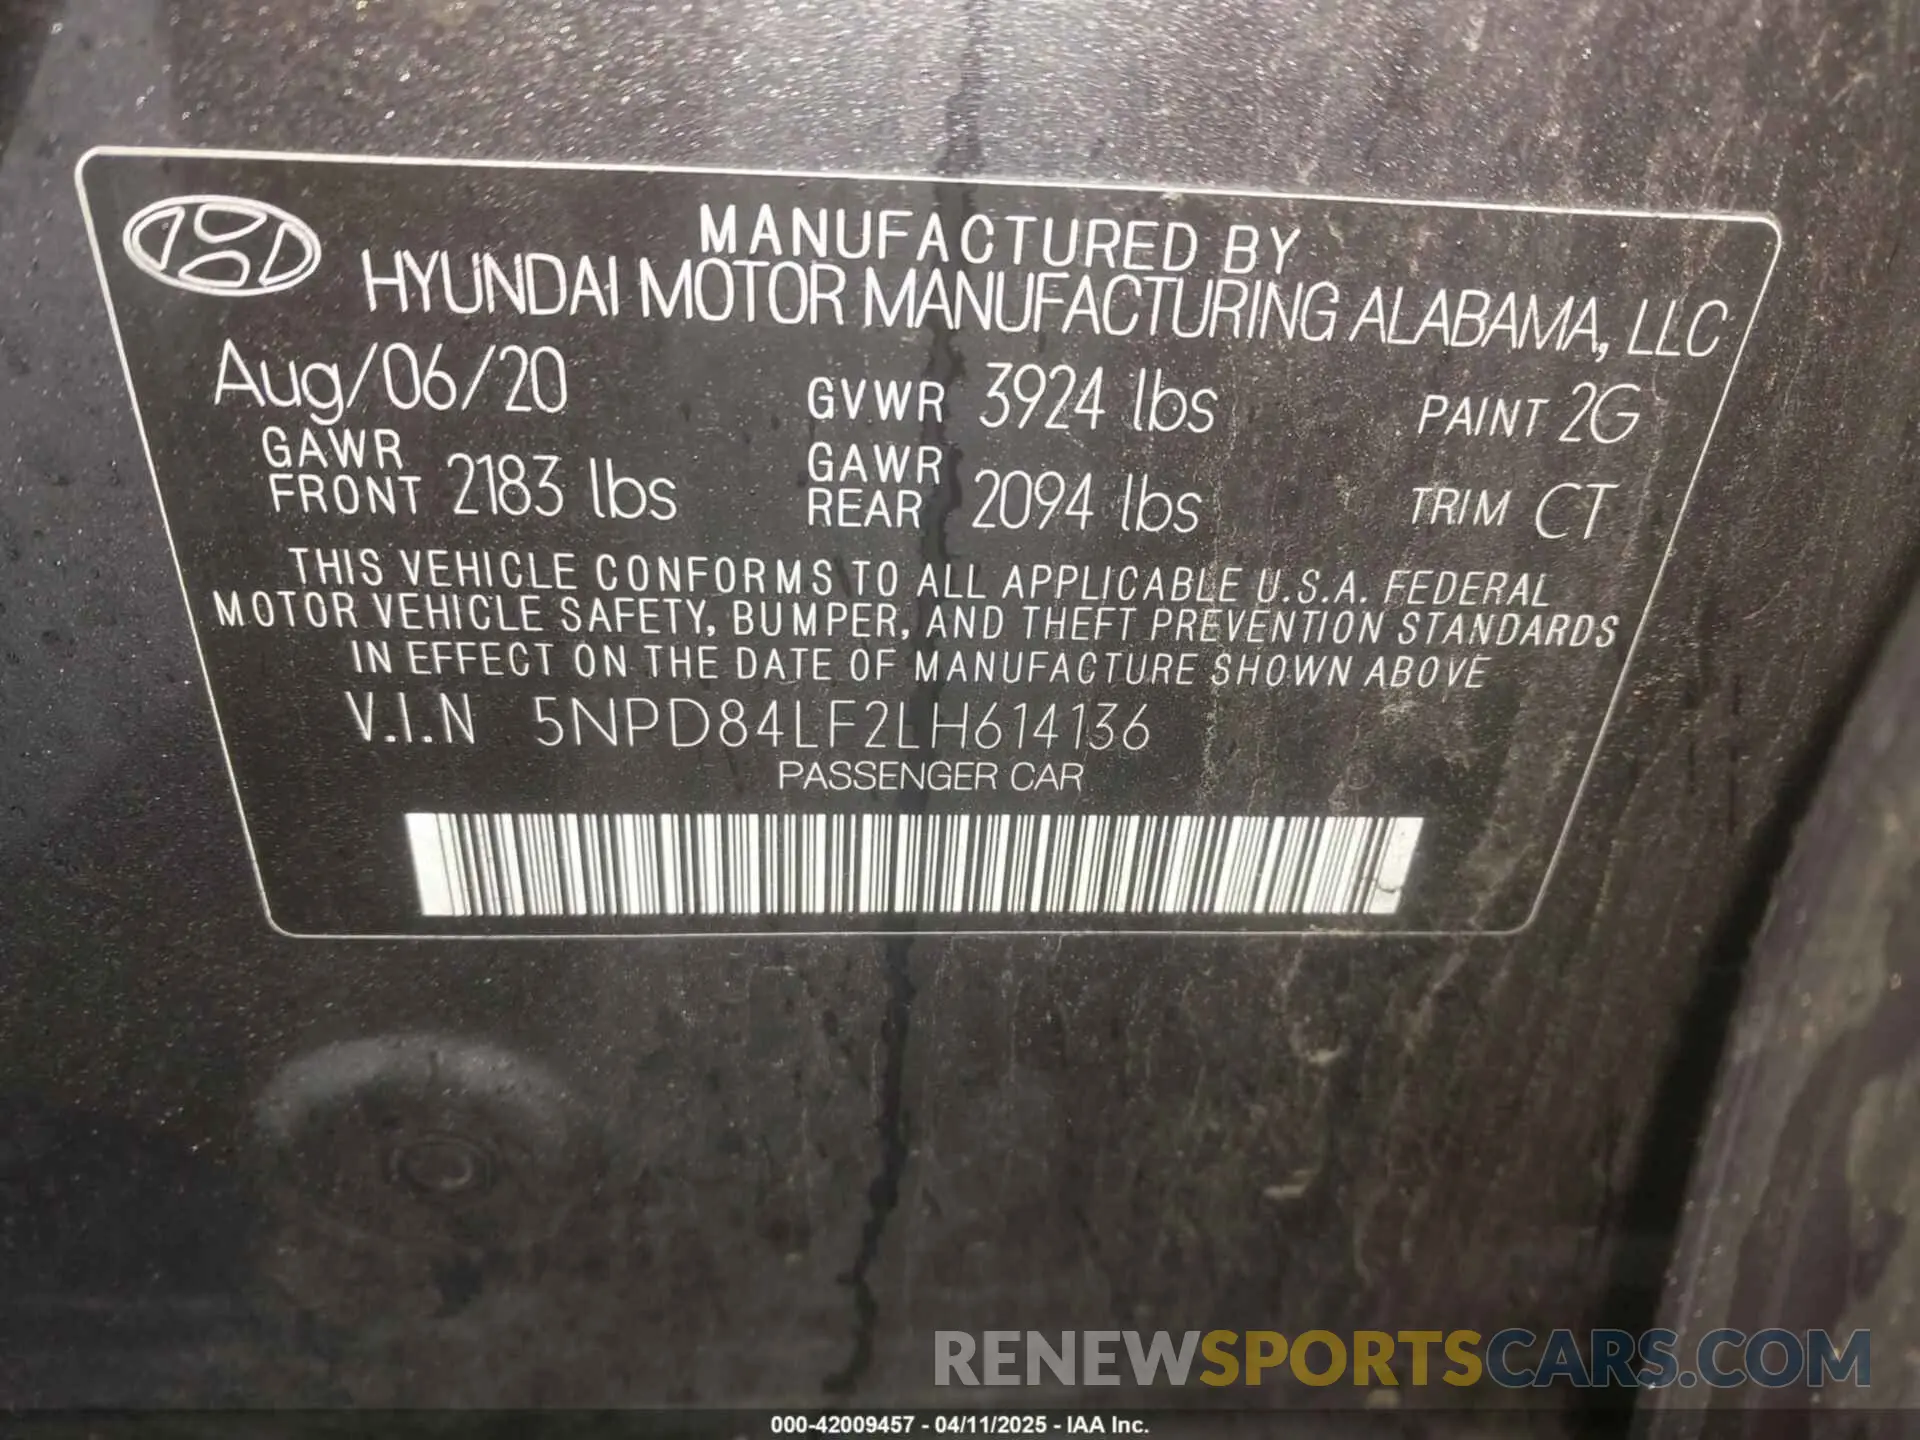 MANUFACTURED BY
HYUNDAI MOTOR MANUFACTURING ALABAMA, LLC
Aug/06/20 GVWR 3924 lbs PAINT 2G
GAWR FRONT 2183 lbs GAWR REAR 2094 lbs TRIM CT
THIS VEHICLE CONFORMS TO ALL APPLICABLE U.S.A. FEDERAL
MOTOR VEHICLE SAFETY, BUMPER, AND THEFT PREVENTION STANDARDS
IN EFFECT ON THE DATE OF MANUFACTURE SHOWN ABOVE
V.I.N 5NPD84LF2LH614136
PASSENGER CAR
RENEWSPORTSCARS.COM
000-42009457 - 04/11/2025 - IAA Inc.